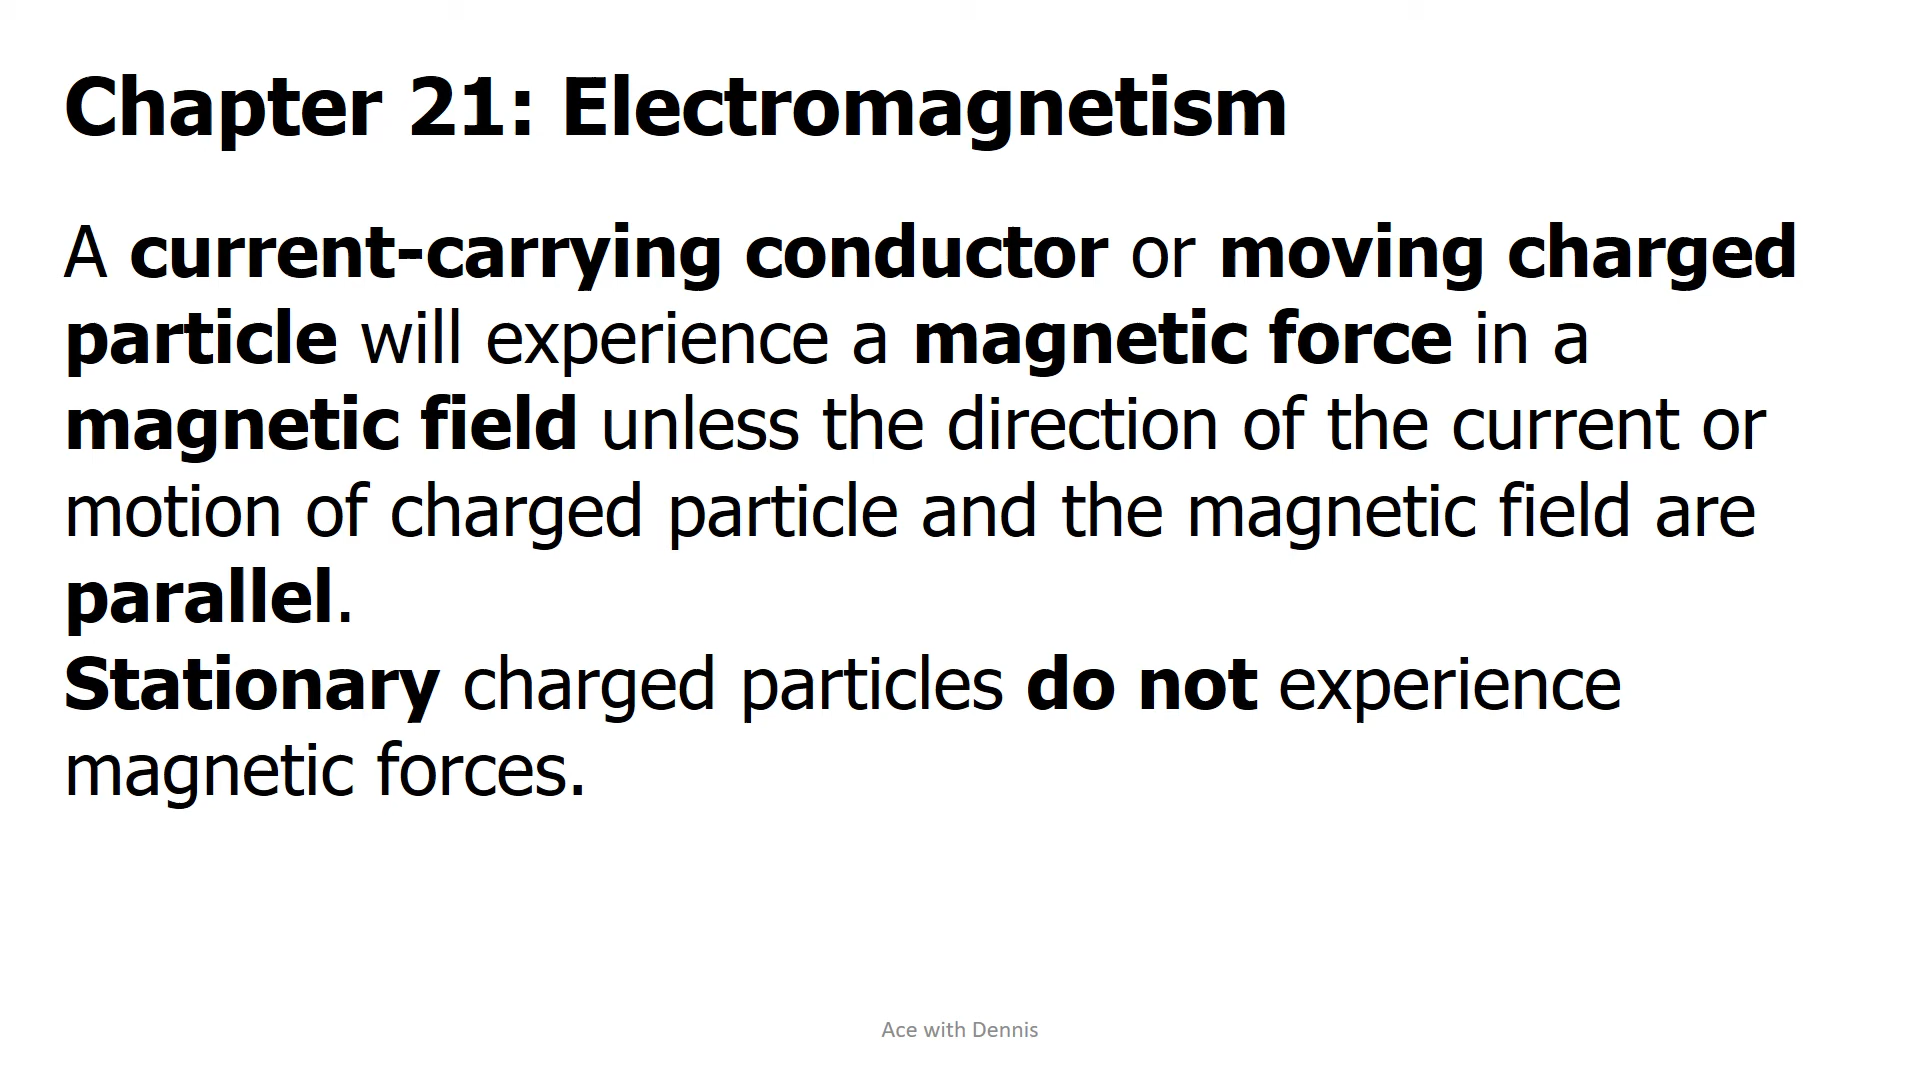 Chapter 21: Electromagnetism
A current-carrying conductor or moving charged
particle will experience a magnetic force in a
magnetic field unless the direction of the current or
motion of charged particle and the magnetic field are
parallel.
Stationary charged particles do not experience
magnetic forces.
Ace with Dennis